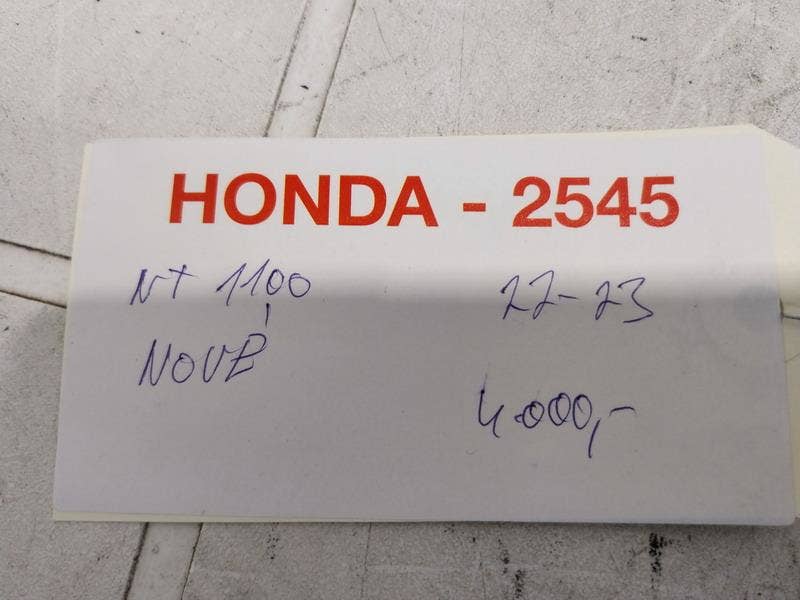 HONDA - 2545
NT 1100 22-23
NOVÉ
4.000,-